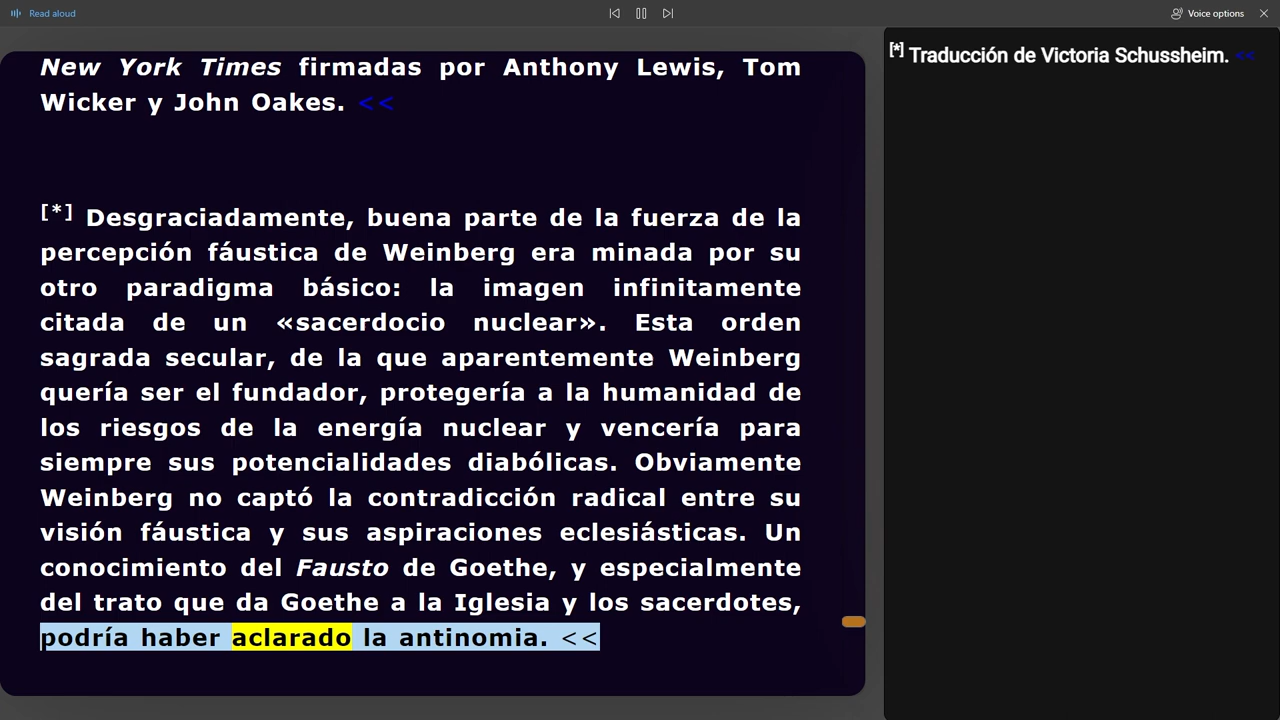 Read aloud
Voice options
New York Times firmadas por Anthony Lewis, Tom
Wicker y John Oakes. <<
[*] Desgraciadamente, buena parte de la fuerza de la
percepción fáustica de Weinberg era minada por su
otro paradigma básico: la imagen infinitamente
citada de un «sacerdocio nuclear». Esta orden
sagrada secular, de la que aparentemente Weinberg
quería ser el fundador, protegería a la humanidad de
los riesgos de la energía nuclear y vencería para
siempre sus potencialidades diabólicas. Obviamente
Weinberg no captó la contradicción radical entre su
visión fáustica y sus aspiraciones eclesiásticas. Un
conocimiento del Fausto de Goethe, y especialmente
del trato que da Goethe a la Iglesia y los sacerdotes,
podría haber aclarado la antinomia. <<
[*] Traducción de Victoria Schussheim. <<